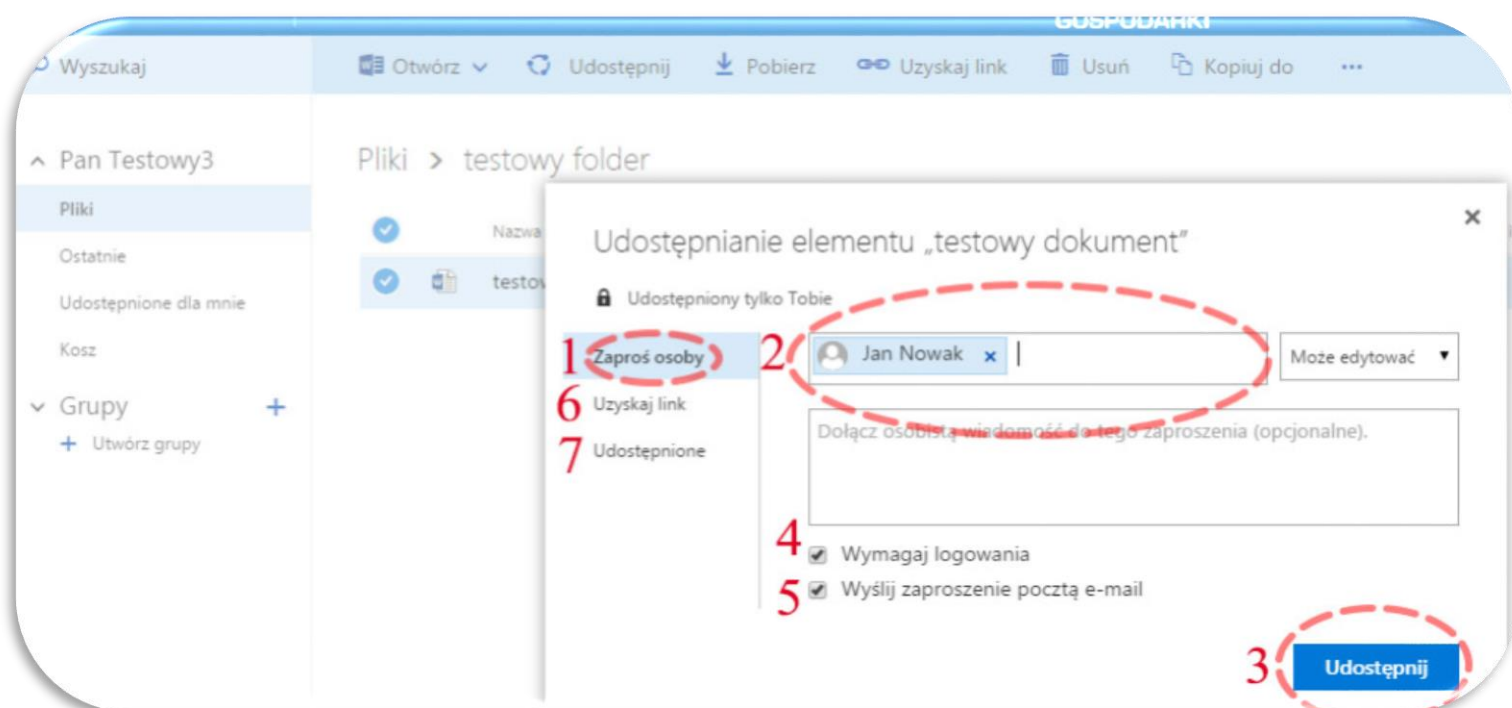 GOSPODARKI
Wyszukaj
Otwórz Udostępnij Pobierz Uzyskaj link Usuń Kopiuj do ...
Pan Testowy3
Pliki
Ostatnie
Udostępnione dla mnie
Kosz
Grupy +
+ Utwórz grupy
Pliki > testowy folder
Nazwa
Udostępnianie elementu „testowy dokument”
Udostępniony tylko Tobie
1 Zaproś osoby
6 Uzyskaj link
7 Udostępnione
2 Jan Nowak x
Może edytować
Dołącz osobistą wiadomość do tego zaproszenia (opcjonalne).
4 Wymagaj logowania
5 Wyślij zaproszenie pocztą e-mail
3 Udostępnij